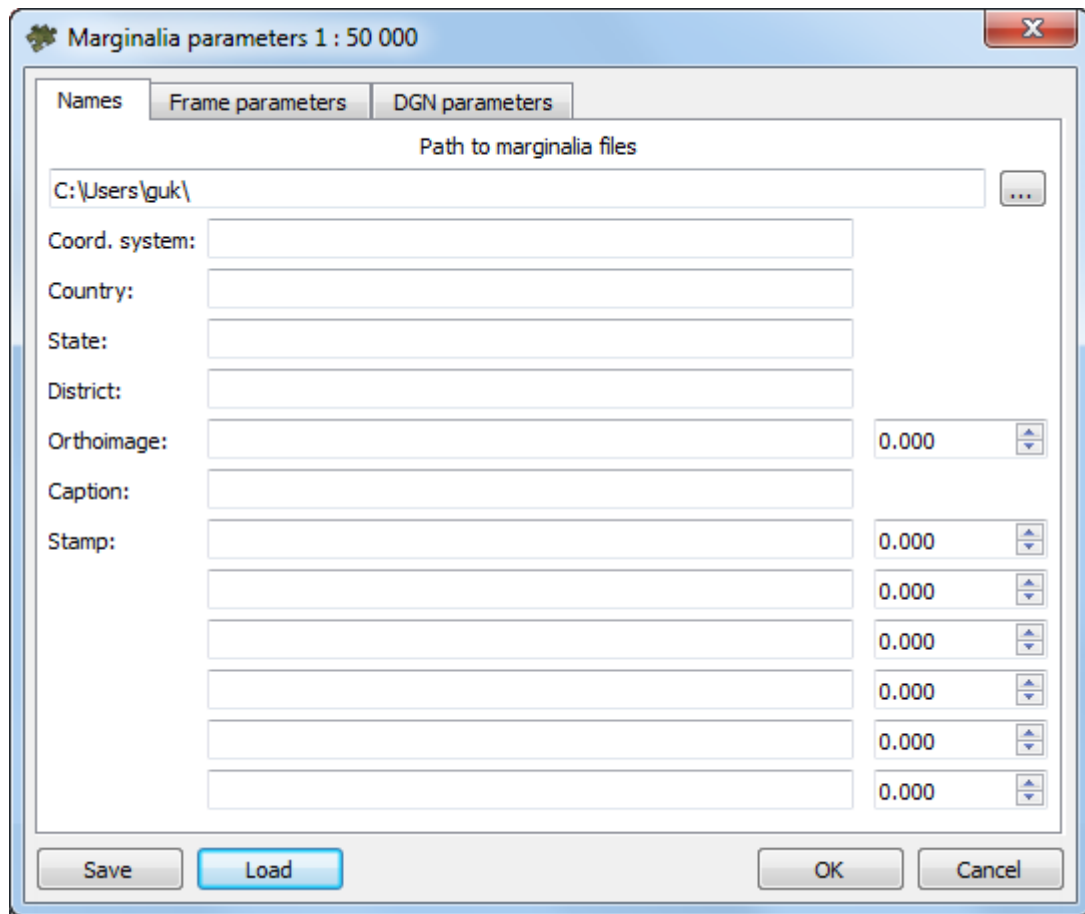 Marginalia parameters 1 : 50 000
Names Frame parameters DGN parameters
Path to marginalia files
C:\Users\guk\ ...
Coord. system:
Country:
State:
District:
Orthoimage: 0.000
Caption:
Stamp: 0.000
0.000
0.000
0.000
0.000
0.000
Save Load OK Cancel